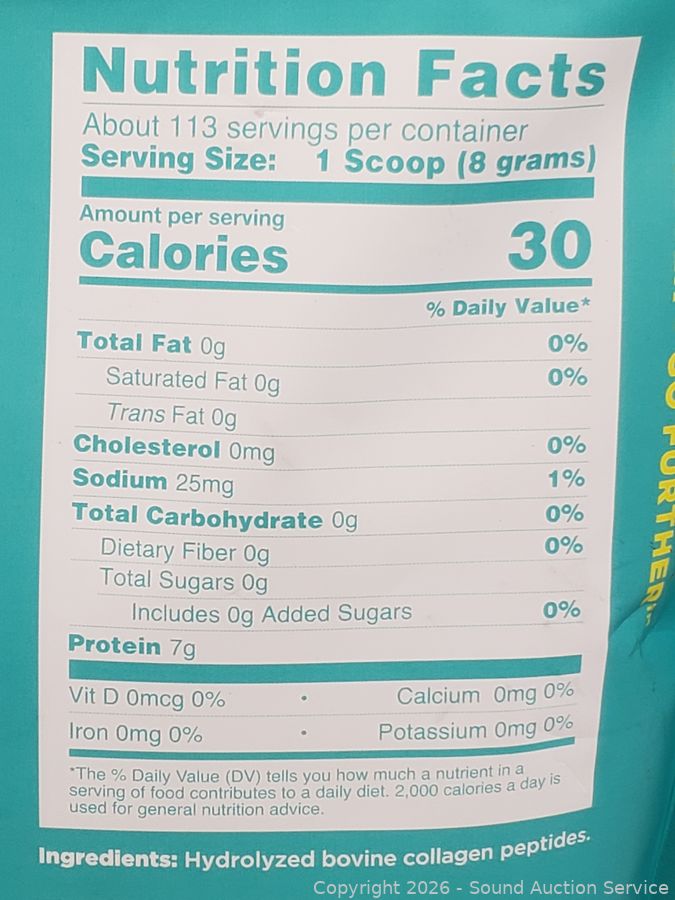 Nutrition Facts
About 113 servings per container
Serving Size: 1 Scoop (8 grams)
Amount per serving
Calories 30
% Daily Value*
Total Fat 0g 0%
Saturated Fat 0g 0%
Trans Fat 0g
Cholesterol 0mg 0%
Sodium 25mg 1%
Total Carbohydrate 0g 0%
Dietary Fiber 0g 0%
Total Sugars 0g
Includes 0g Added Sugars 0%
Protein 7g
Vit D 0mcg 0% • Calcium 0mg 0%
Iron 0mg 0% • Potassium 0mg 0%
*The % Daily Value (DV) tells you how much a nutrient in a
serving of food contributes to a daily diet. 2,000 calories a day is
used for general nutrition advice.
Ingredients: Hydrolyzed bovine collagen peptides.
FURTHER
Copyright 2026 - Sound Auction Service